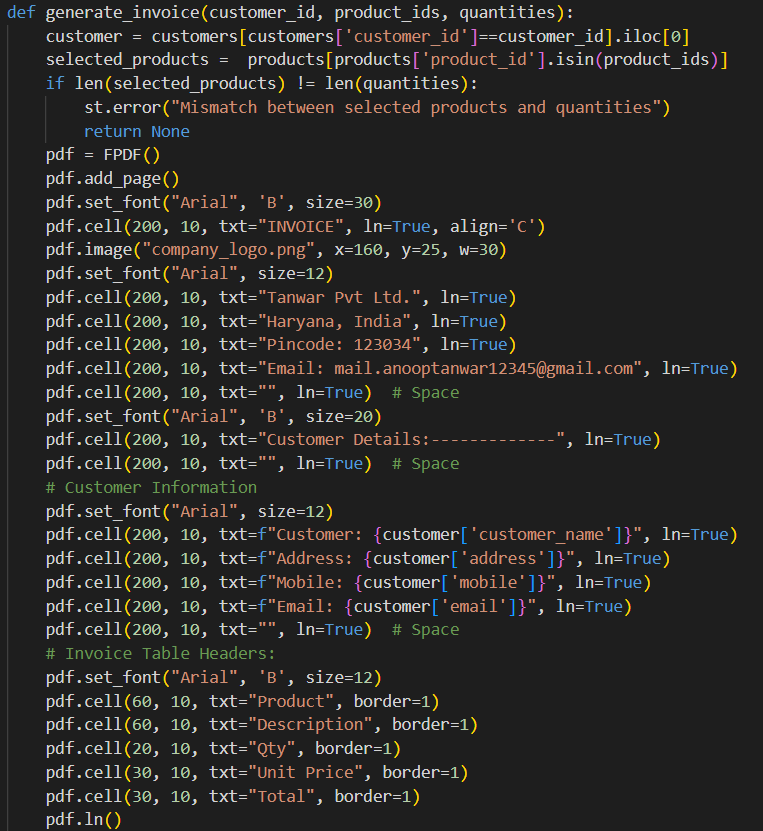 def generate_invoice(customer_id, product_ids, quantities):
    customer = customers[customers['customer_id']==customer_id].iloc[0]
    selected_products =  products[products['product_id'].isin(product_ids)]
    if len(selected_products) != len(quantities):
        st.error("Mismatch between selected products and quantities")
        return None
    pdf = FPDF()
    pdf.add_page()
    pdf.set_font("Arial", 'B', size=30)
    pdf.cell(200, 10, txt="INVOICE", ln=True, align='C')
    pdf.image("company_logo.png", x=160, y=25, w=30)
    pdf.set_font("Arial", size=12)
    pdf.cell(200, 10, txt="Tanwar Pvt Ltd.", ln=True)
    pdf.cell(200, 10, txt="Haryana, India", ln=True)
    pdf.cell(200, 10, txt="Pincode: 123034", ln=True)
    pdf.cell(200, 10, txt="Email: mail.anooptanwar12345@gmail.com", ln=True)
    pdf.cell(200, 10, txt="", ln=True)  # Space
    pdf.set_font("Arial", 'B', size=20)
    pdf.cell(200, 10, txt="Customer Details:-------------", ln=True)
    pdf.cell(200, 10, txt="", ln=True)  # Space
    # Customer Information
    pdf.set_font("Arial", size=12)
    pdf.cell(200, 10, txt=f"Customer: {customer['customer_name']}", ln=True)
    pdf.cell(200, 10, txt=f"Address: {customer['address']}", ln=True)
    pdf.cell(200, 10, txt=f"Mobile: {customer['mobile']}", ln=True)
    pdf.cell(200, 10, txt=f"Email: {customer['email']}", ln=True)
    pdf.cell(200, 10, txt="", ln=True)  # Space
    # Invoice Table Headers:
    pdf.set_font("Arial", 'B', size=12)
    pdf.cell(60, 10, txt="Product", border=1)
    pdf.cell(60, 10, txt="Description", border=1)
    pdf.cell(20, 10, txt="Qty", border=1)
    pdf.cell(30, 10, txt="Unit Price", border=1)
    pdf.cell(30, 10, txt="Total", border=1)
    pdf.ln()